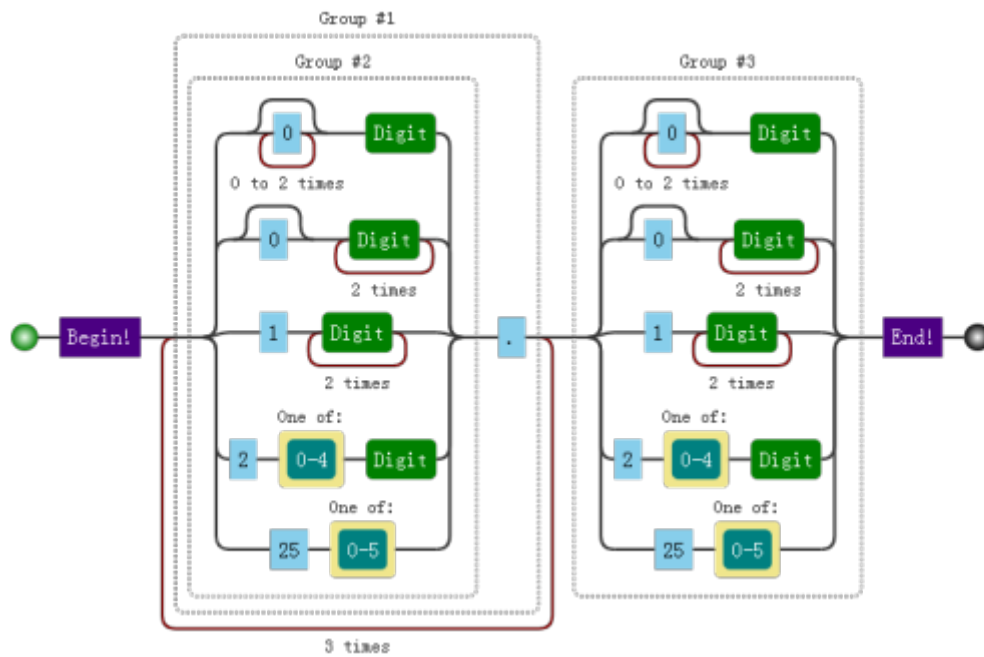 Group #1
Group #2
Group #3
0 Digit
0 Digit
0 to 2 times
0 to 2 times
0 Digit
0 Digit
2 times
2 times
Begin!
1 Digit
.
1 Digit
End!
2 times
2 times
One of:
One of:
2 0-4 Digit
2 0-4 Digit
One of:
One of:
25 0-5
25 0-5
3 times